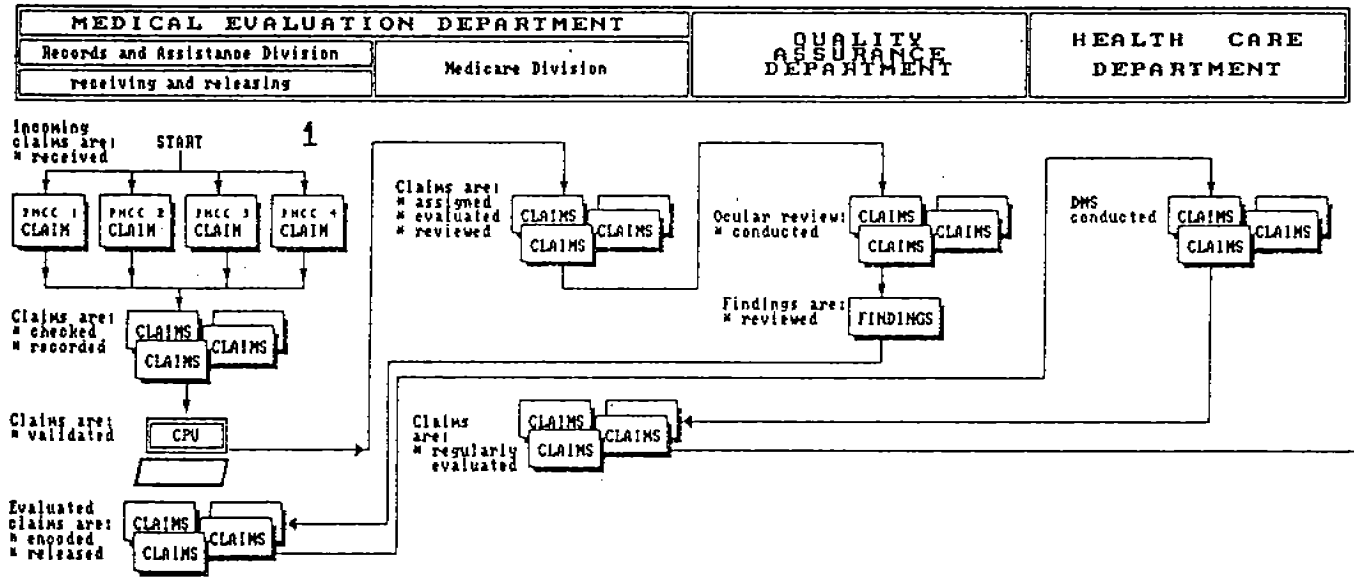 MEDICAL EVALUATION DEPARTMENT
Records and Assistance Division
receiving and releasing
Medicare Division
QUALITY
ASSURANCE
DEPARTMENT
HEALTH CARE
DEPARTMENT
Incoming
claims are:
* received
START
1
PMCC 1
CLAIM
PMCC 2
CLAIM
PMCC 3
CLAIM
PMCC 4
CLAIM
Claims are:
* checked
* recorded
CLAIMS
CLAIMS
CLAIMS
Claims are:
* validated
CPU
Evaluated
claims are:
* encoded
* released
CLAIMS
CLAIMS
CLAIMS
Claims are:
* assigned
* evaluated
* reviewed
CLAIMS
CLAIMS
CLAIMS
Claims
are:
* regularly
evaluated
CLAIMS
CLAIMS
CLAIMS
Ocular review:
* conducted
CLAIMS
CLAIMS
CLAIMS
Findings are:
* reviewed
FINDINGS
DMS
conducted
CLAIMS
CLAIMS
CLAIMS